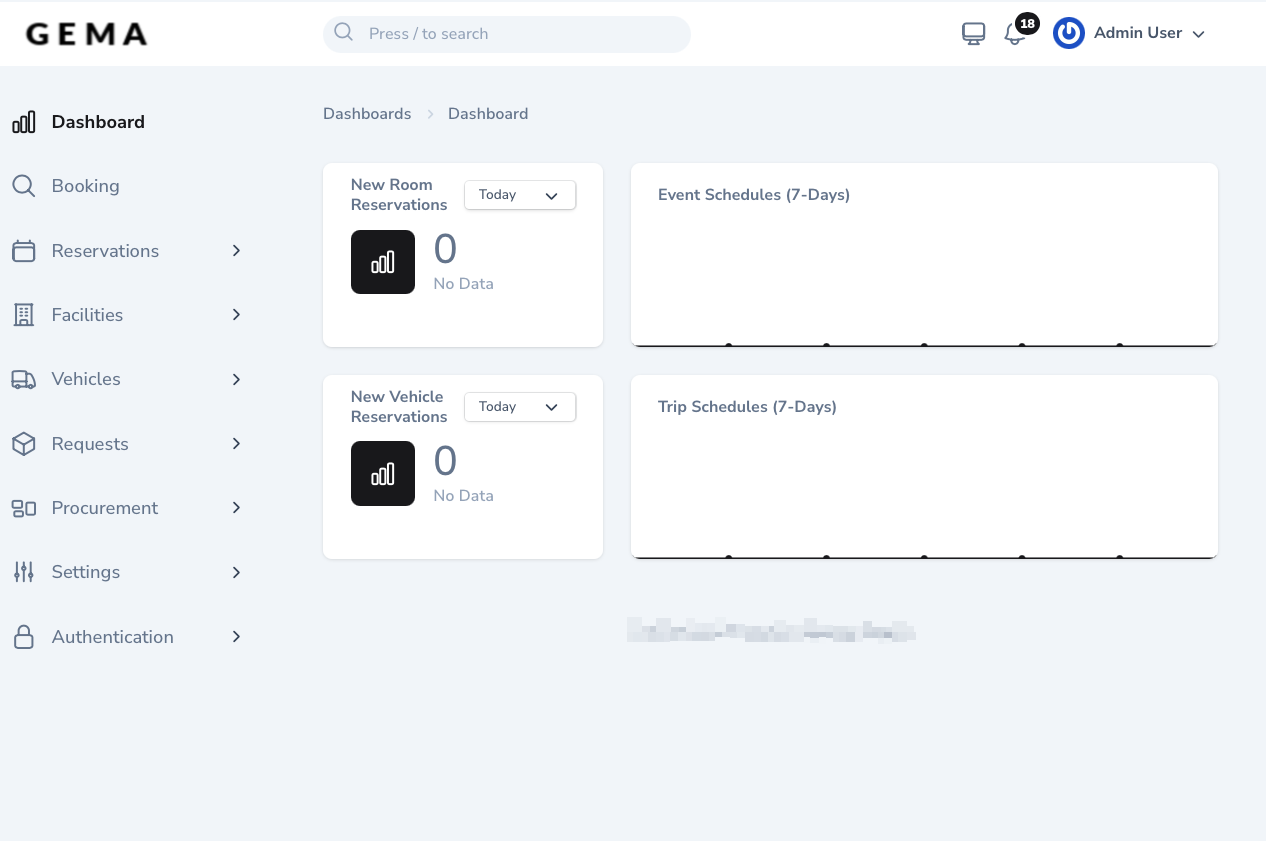 GEMA
Press / to search
18
Admin User
Dashboard
Booking
Reservations
Facilities
Vehicles
Requests
Procurement
Settings
Authentication
Dashboards
Dashboard
New Room
Reservations
Today
0
No Data
Event Schedules (7-Days)
New Vehicle
Reservations
Today
0
No Data
Trip Schedules (7-Days)